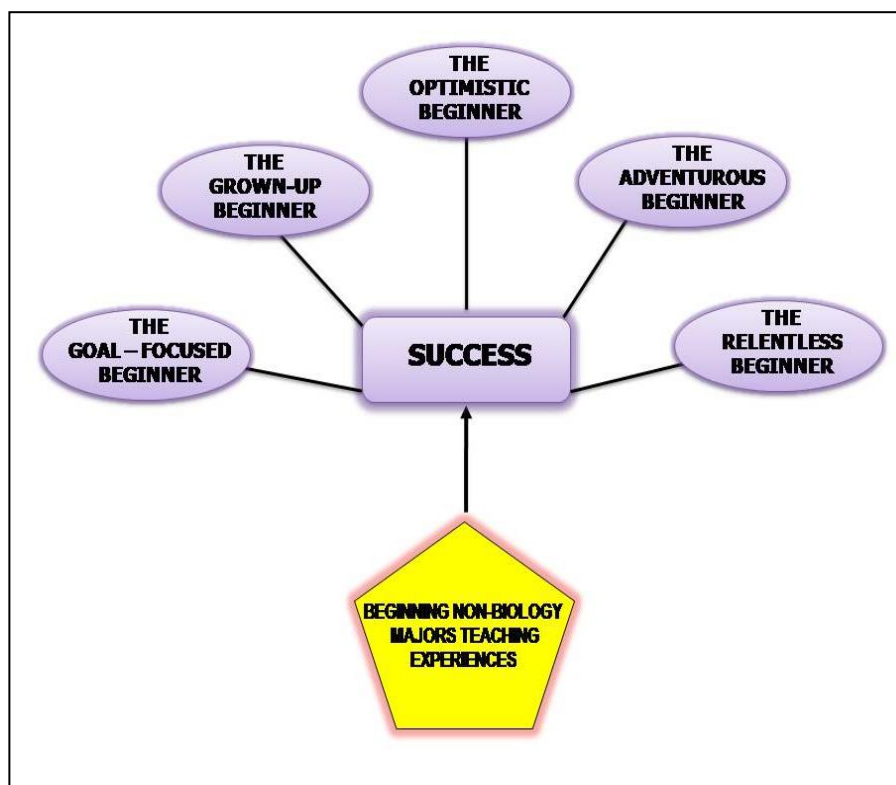 THE
OPTIMISTIC
BEGINNER
THE
GROWN-UP
BEGINNER
THE
ADVENTUROUS
BEGINNER
THE
GOAL – FOCUSED
BEGINNER
SUCCESS
THE
RELENTLESS
BEGINNER
BEGINNING NON-BIOLOGY
MAJORS TEACHING
EXPERIENCES